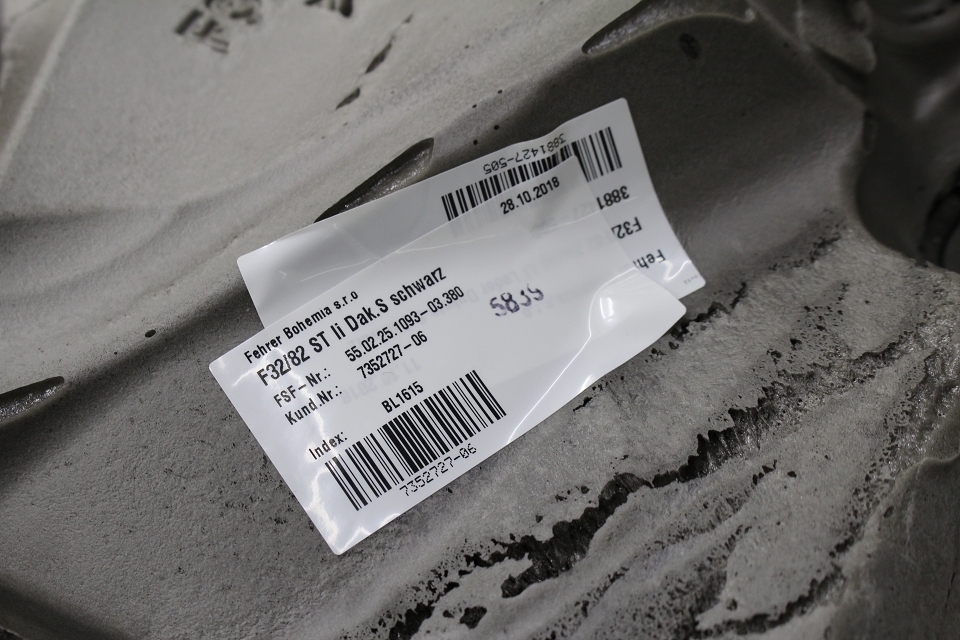 3881427-505
28.10.2018
3881
F32/
Fehr
Fehrer Bohemia s.r.o
F32/82 ST li Dak.S schwarz
FSF-Nr.: 55.02.25.1093-03.380
Kund.Nr.: 7352727-06
5839
Index: BL1615
7352727-06